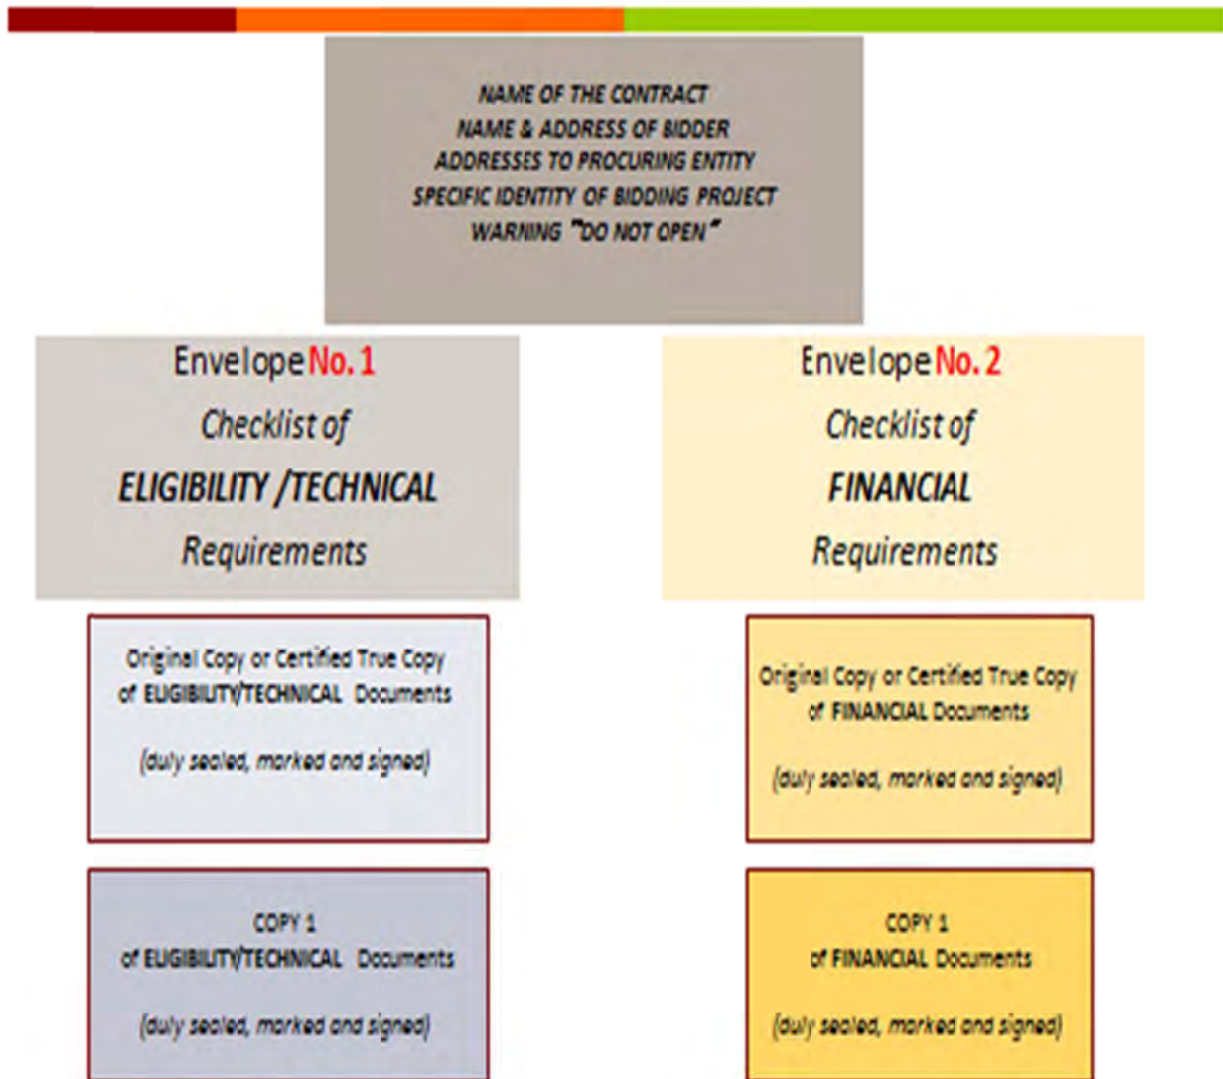 NAME OF THE CONTRACT
NAME & ADDRESS OF BIDDER
ADDRESSES TO PROCURING ENTITY
SPECIFIC IDENTITY OF BIDDING PROJECT
WARNING "DO NOT OPEN"
Envelope No. 1
Checklist of
ELIGIBILITY /TECHNICAL
Requirements
Original Copy or Certified True Copy
of ELIGIBILITY/TECHNICAL Documents
(duly sealed, marked and signed)
COPY 1
of ELIGIBILITY/TECHNICAL Documents
(duly sealed, marked and signed)
Envelope No. 2
Checklist of
FINANCIAL
Requirements
Original Copy or Certified True Copy
of FINANCIAL Documents
(duly sealed, marked and signed)
COPY 1
of FINANCIAL Documents
(duly sealed, marked and signed)